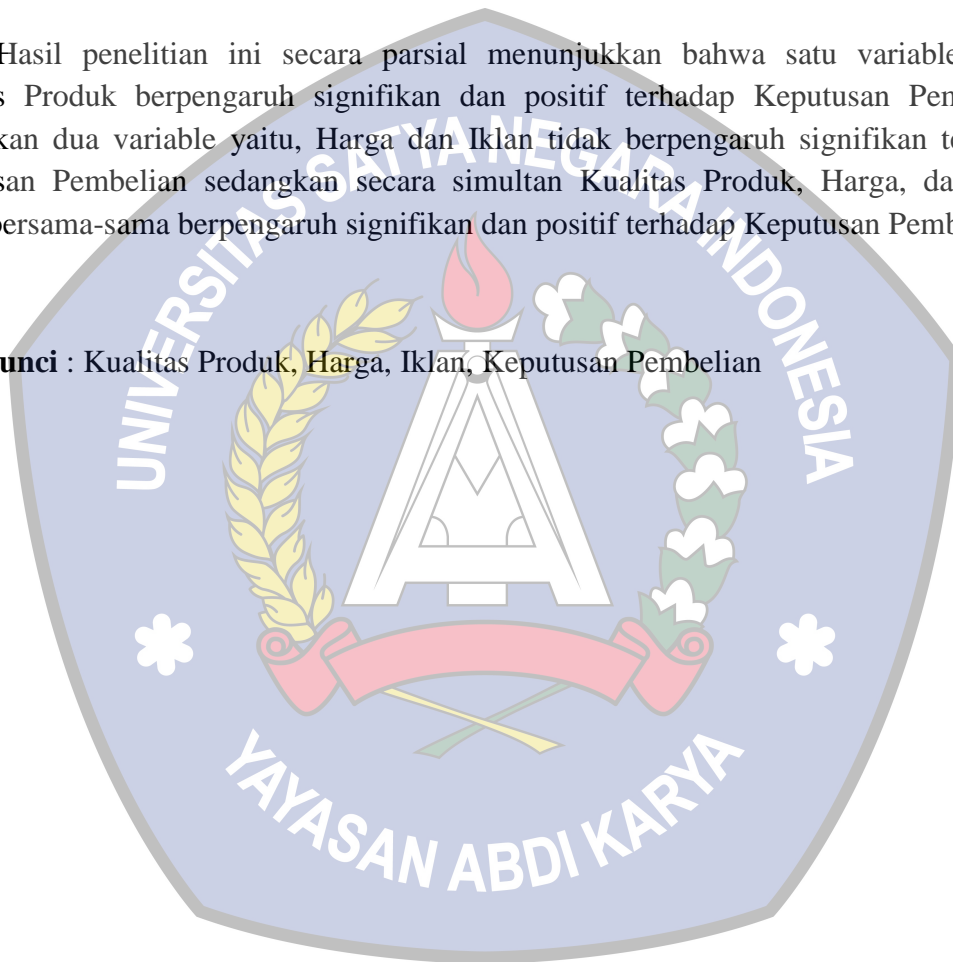 Hasil penelitian ini secara parsial menunjukkan bahwa satu variable
s Produk berpengaruh signifikan dan positif terhadap Keputusan Pem
kan dua variable yaitu, Harga dan Iklan tidak berpengaruh signifikan te
san Pembelian sedangkan secara simultan Kualitas Produk, Harga, da
bersama-sama berpengaruh signifikan dan positif terhadap Keputusan Pemb
unci : Kualitas Produk, Harga, Iklan, Keputusan Pembelian
UNIVERSITAS SATYA NEGARA INDONESIA
YAYASAN ABDI KARYA